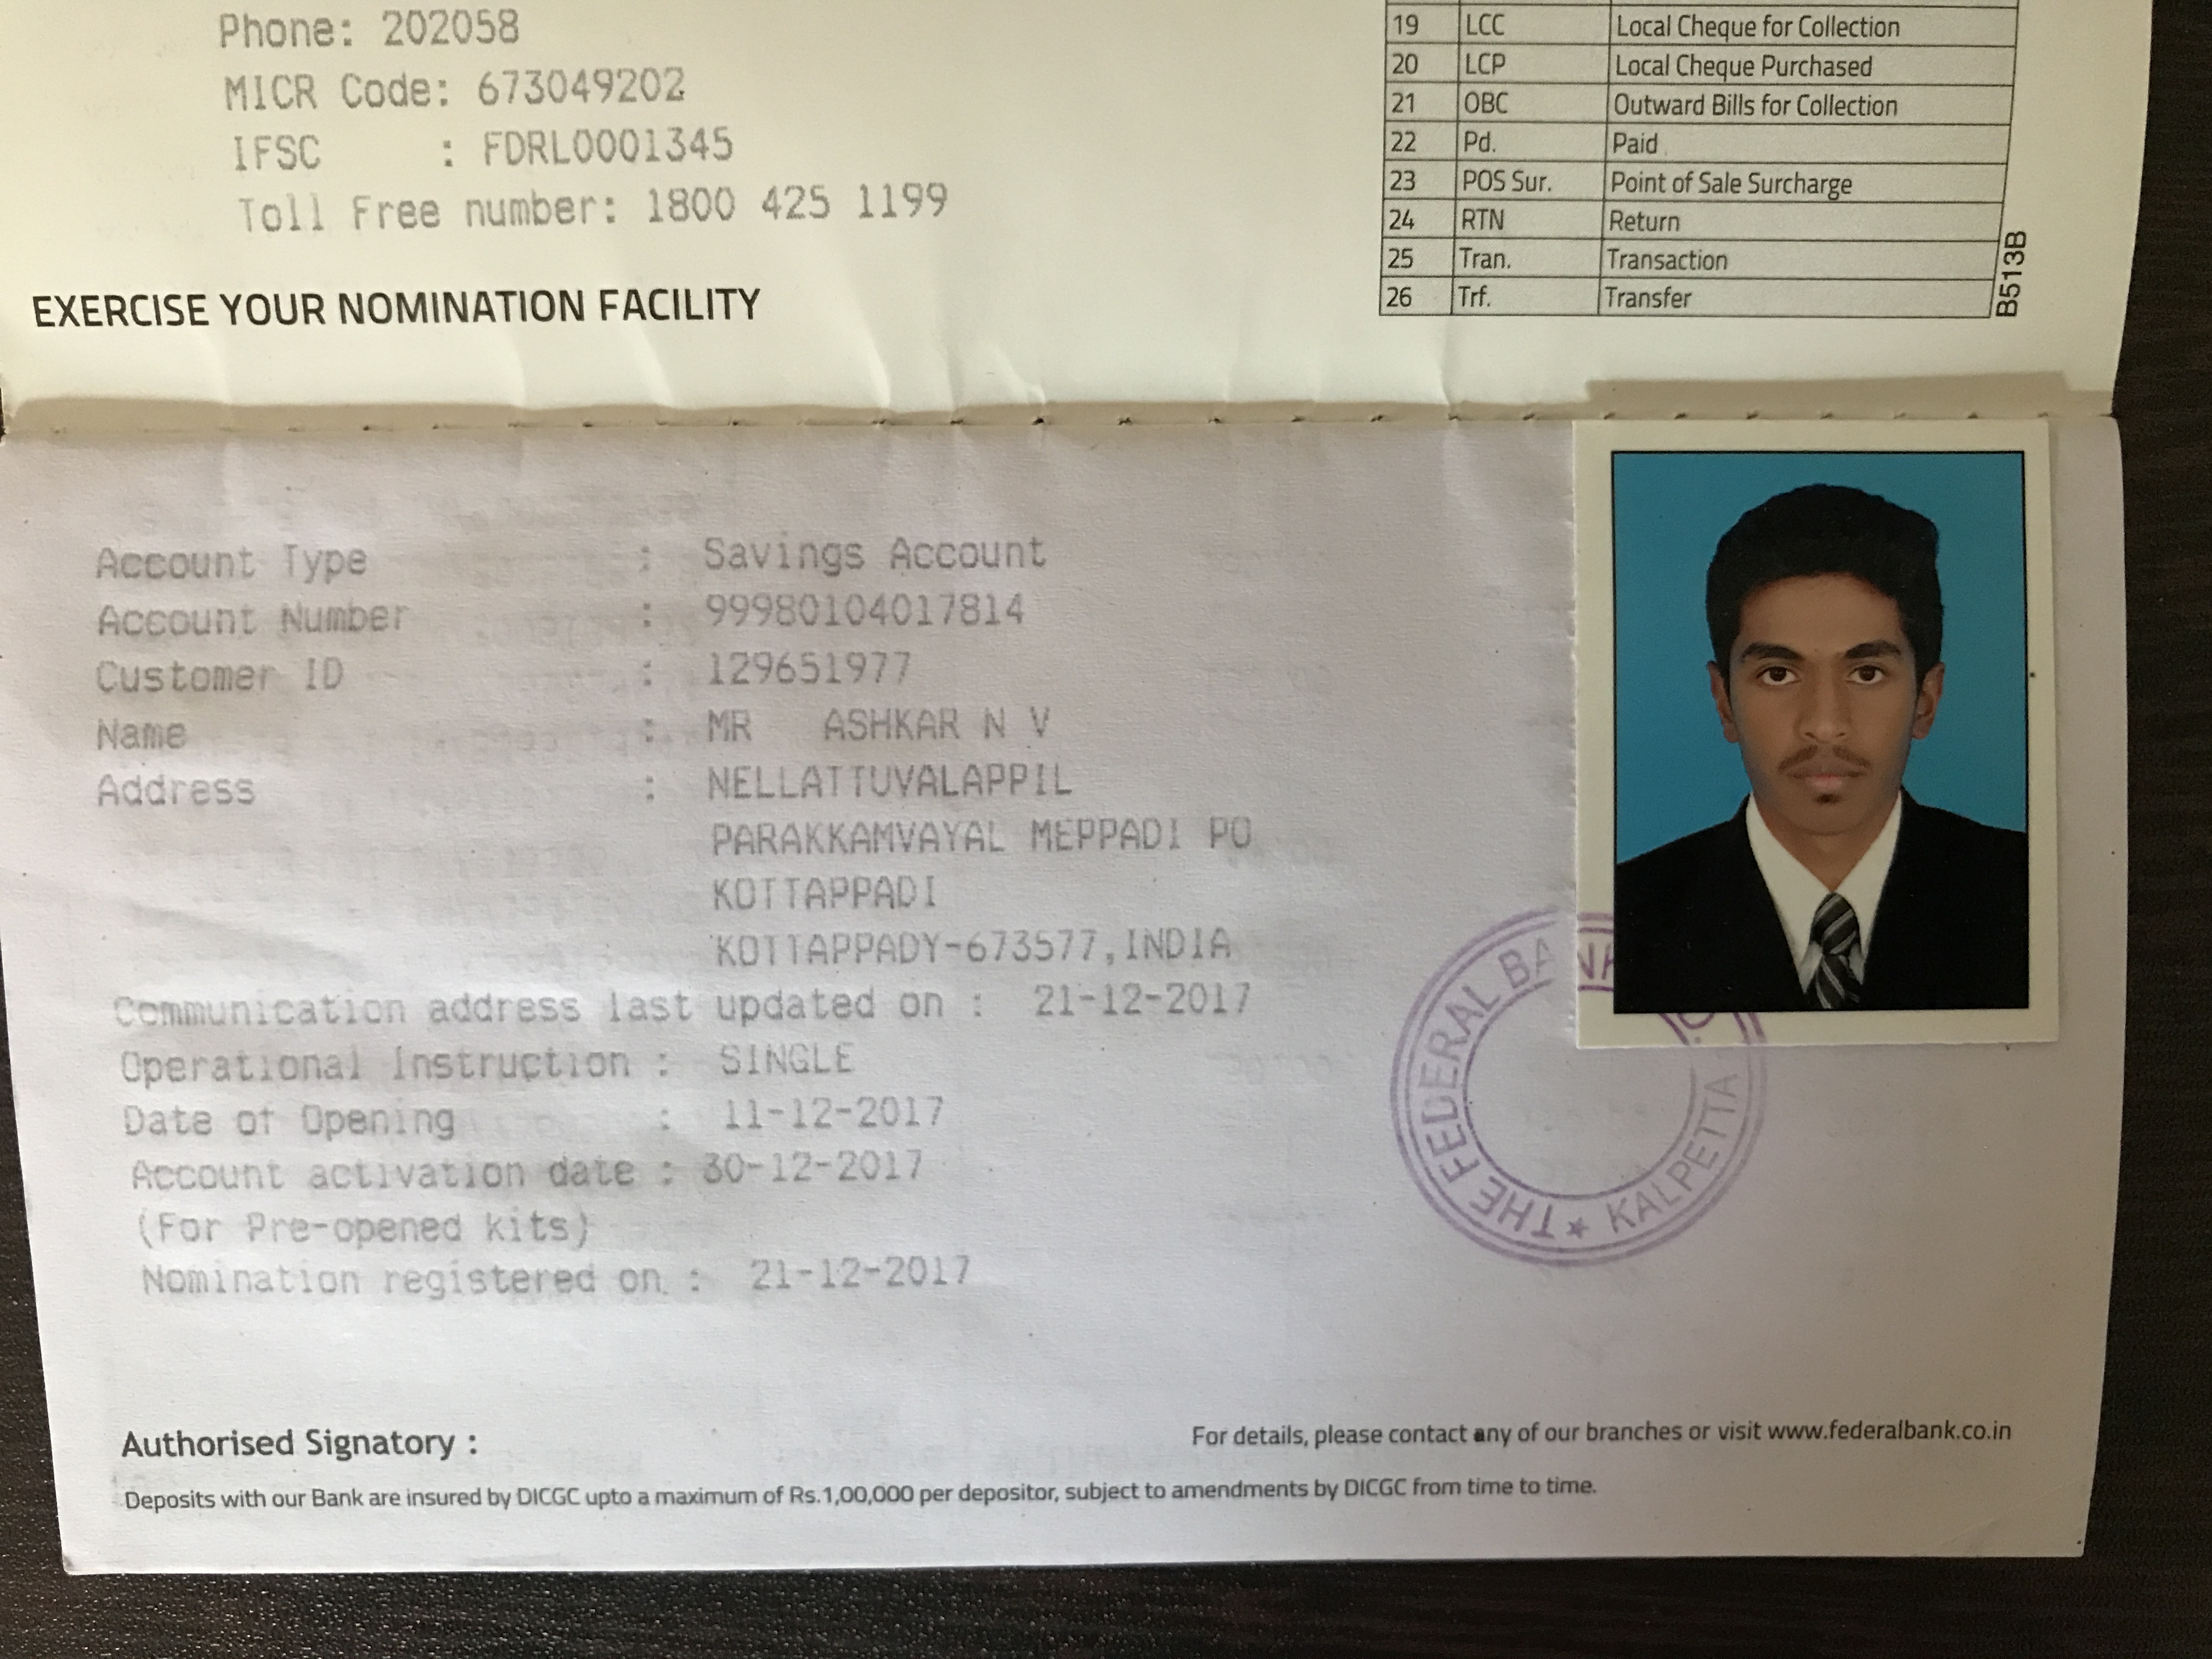 Phone: 202058
MICR Code: 673049202
IFSC : FDRL0001345
Toll Free number: 1800 425 1199
EXERCISE YOUR NOMINATION FACILITY
19 LCC Local Cheque for Collection
20 LCP Local Cheque Purchased
21 OBC Outward Bills for Collection
22 Pd. Paid
23 POS Sur. Point of Sale Surcharge
24 RTN Return
25 Tran. Transaction
26 Trf. Transfer
B513B
Account Type : Savings Account
Account Number : 99980104017814
Customer ID : 129651977
Name : MR ASHKAR N V
Address : NELLATTUVALAPPIL
PARAKKAMVAYAL MEPPADI PO
KOTTAPPADI
KOTTAPPADY-673577,INDIA
Communication address last updated on : 21-12-2017
Operational Instruction : SINGLE
Date of Opening : 11-12-2017
Account activation date : 30-12-2017
(For Pre-opened kits)
Nomination registered on : 21-12-2017
THE FEDERAL BA
★ KALPETTA
Authorised Signatory :
For details, please contact any of our branches or visit www.federalbank.co.in
Deposits with our Bank are insured by DICGC upto a maximum of Rs.1,00,000 per depositor, subject to amendments by DICGC from time to time.